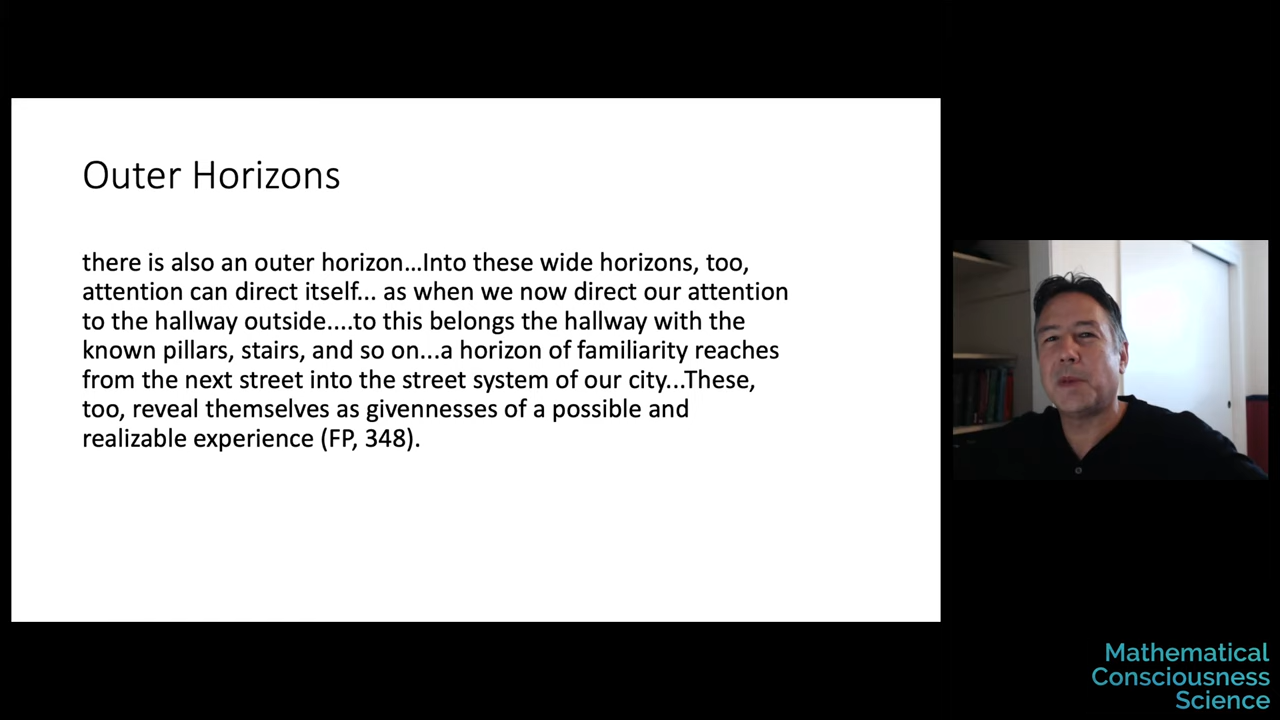 Outer Horizons
there is also an outer horizon...Into these wide horizons, too,
attention can direct itself... as when we now direct our attention
to the hallway outside....to this belongs the hallway with the
known pillars, stairs, and so on...a horizon of familiarity reaches
from the next street into the street system of our city...These,
too, reveal themselves as givennesses of a possible and
realizable experience (FP, 348).
Mathematical
Consciousness
Science